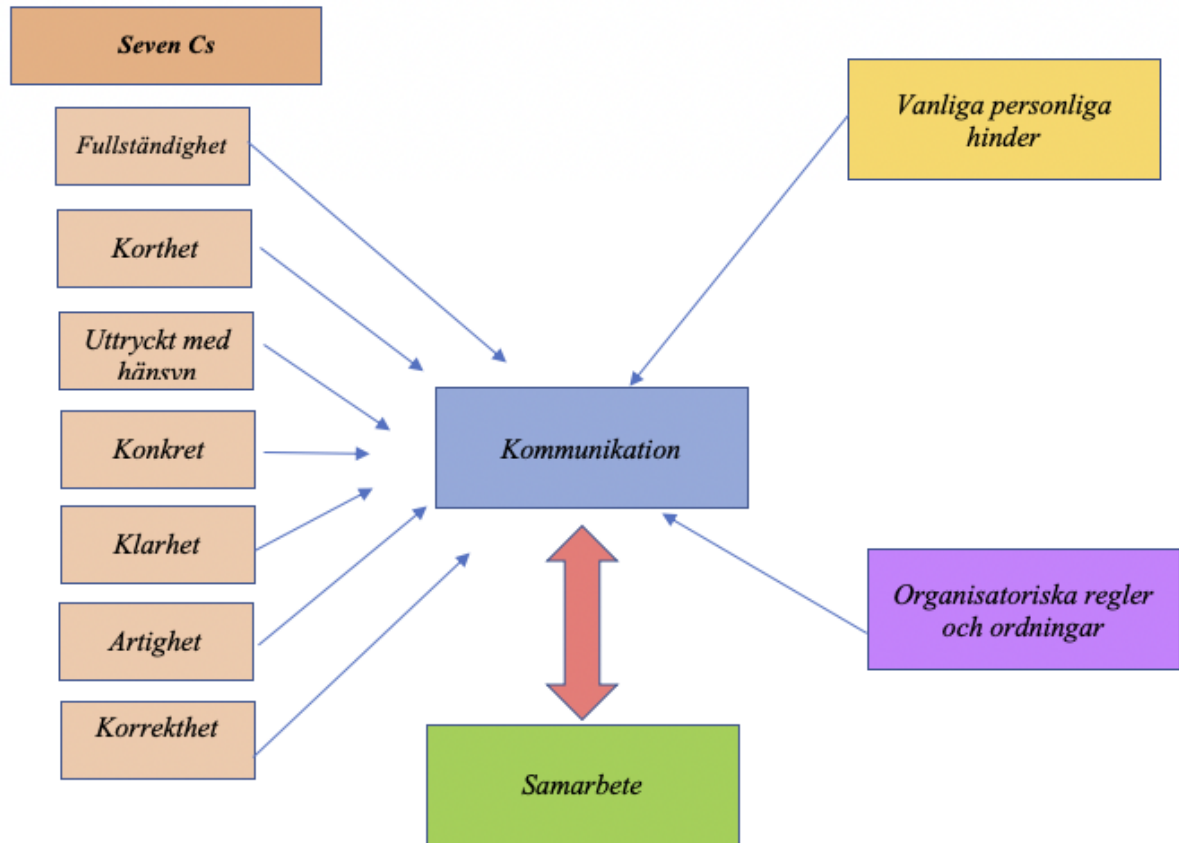 Seven Cs
Fullständighet
Korthet
Uttryckt med
hänsyn
Konkret
Klarhet
Artighet
Korrekthet
Vanliga personliga
hinder
Kommunikation
Organisatoriska regler
och ordningar
Samarbete